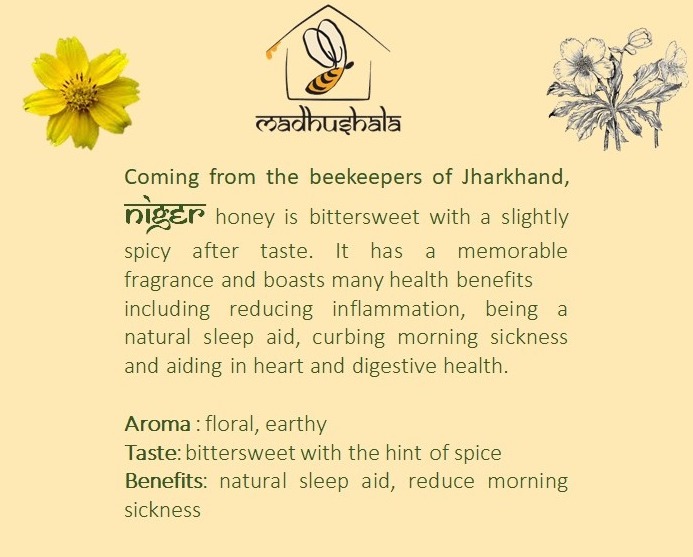 madhushala
Coming from the beekeepers of Jharkhand,
niger honey is bittersweet with a slightly
spicy after taste. It has a memorable
fragrance and boasts many health benefits
including reducing inflammation, being a
natural sleep aid, curbing morning sickness
and aiding in heart and digestive health.
Aroma : floral, earthy
Taste: bittersweet with the hint of spice
Benefits: natural sleep aid, reduce morning
sickness